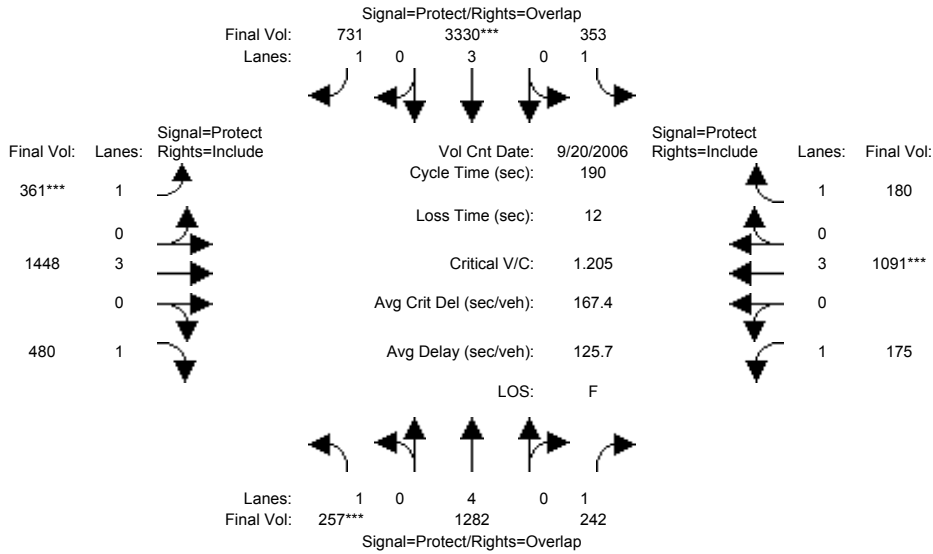 Signal=Protect/Rights=Overlap
Final Vol: 731 3330*** 353
Lanes: 1 0 3 0 1
Signal=Protect Signal=Protect
Final Vol: Lanes: Rights=Include Vol Cnt Date: 9/20/2006 Rights=Include Lanes: Final Vol:
Cycle Time (sec): 190
361*** 1 1 180
Loss Time (sec): 12
0 0
1448 3 Critical V/C: 1.205 3 1091***
0 Avg Crit Del (sec/veh): 167.4 0
480 1 Avg Delay (sec/veh): 125.7 1 175
LOS: F
Lanes: 1 0 4 0 1
Final Vol: 257*** 1282 242
Signal=Protect/Rights=Overlap